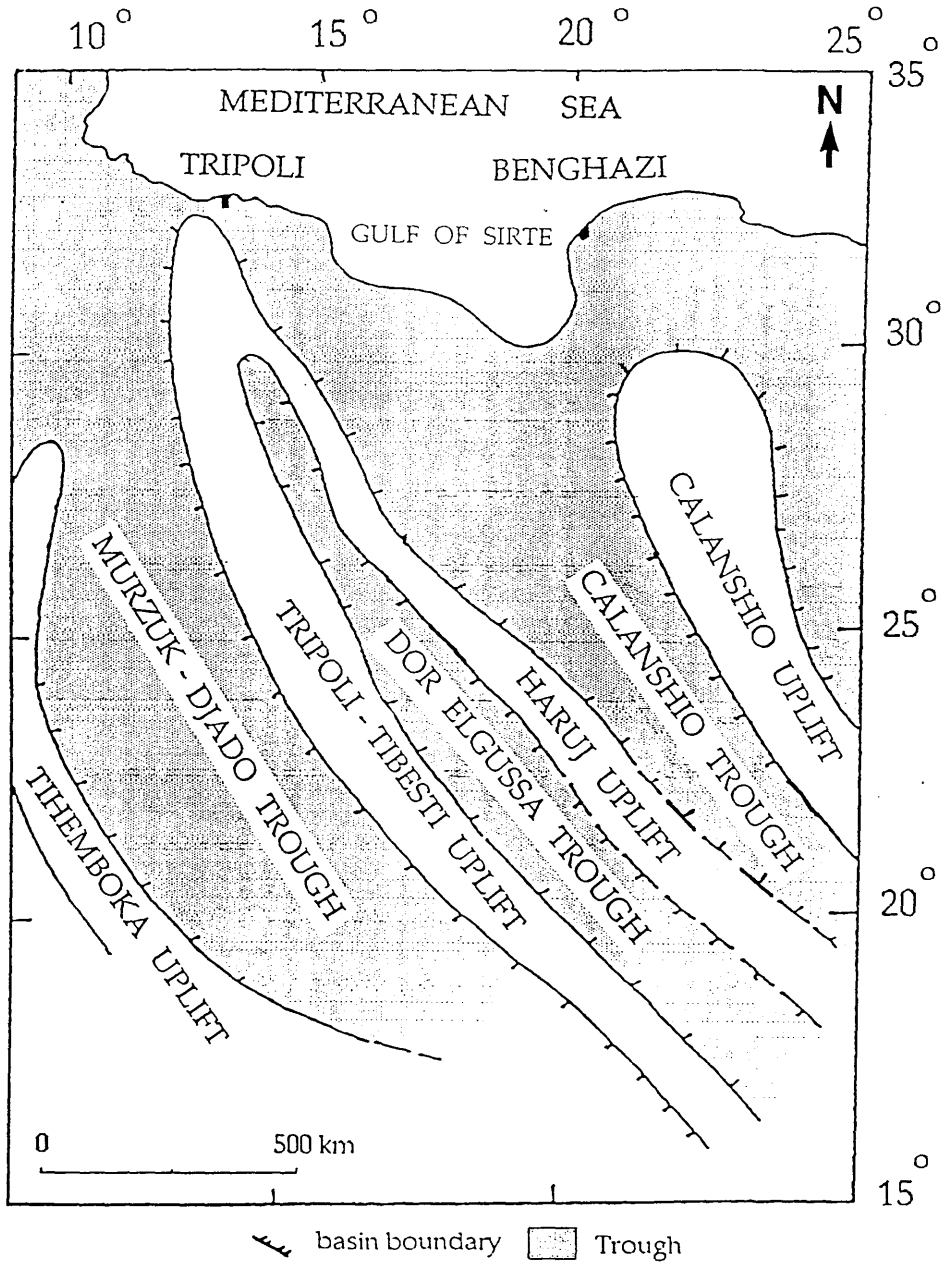 10° 15° 20° 25°
35°
MEDITERRANEAN SEA
N
TRIPOLI BENGHAZI
GULF OF SIRTE
30°
CALANSHIO UPLIFT
MURZUK - DJADO TROUGH
CALANSHIO TROUGH
25°
TRIPOLI - TIBESTI UPLIFT
DOR ELGUSSA TROUGH
HARUJ UPLIFT
TIHEMBOKA UPLIFT
20°
0 500 km
15°
basin boundary Trough